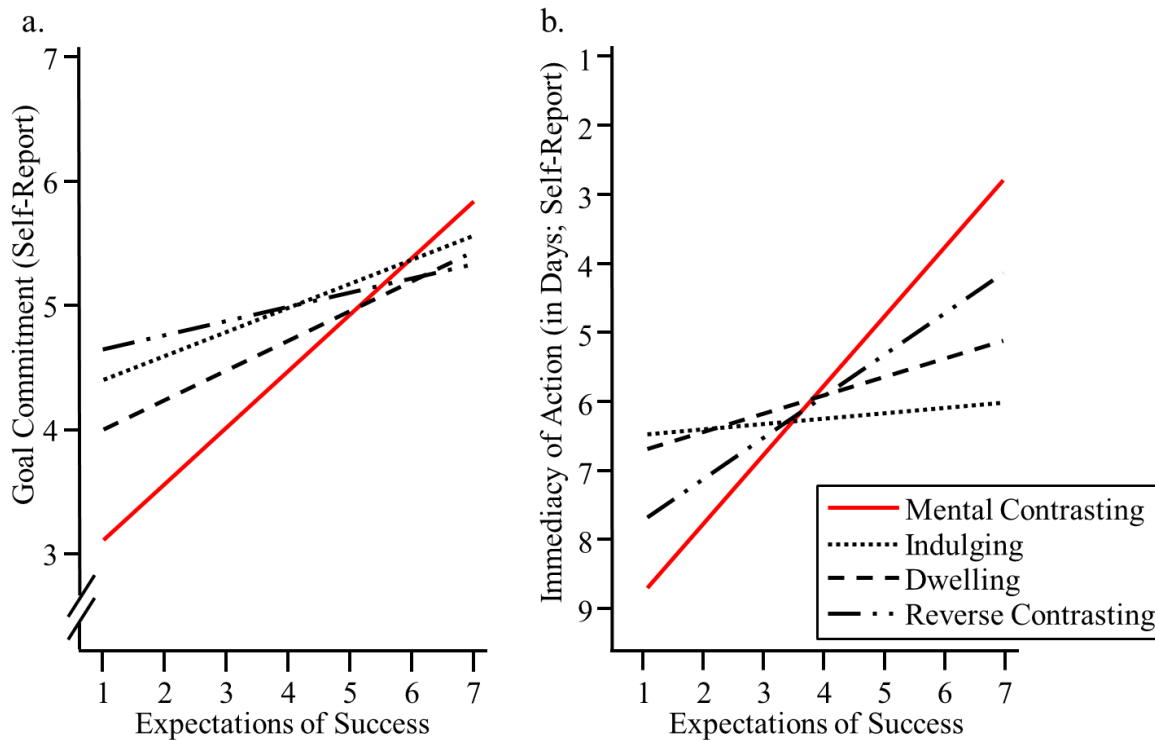 a.
Goal Commitment (Self-Report)
7
6
5
4
3
1 2 3 4 5 6 7
Expectations of Success
b.
Immediacy of Action (in Days; Self-Report)
1
2
3
4
5
6
7
8
9
1 2 3 4 5 6 7
Expectations of Success
Mental Contrasting
Indulging
Dwelling
Reverse Contrasting